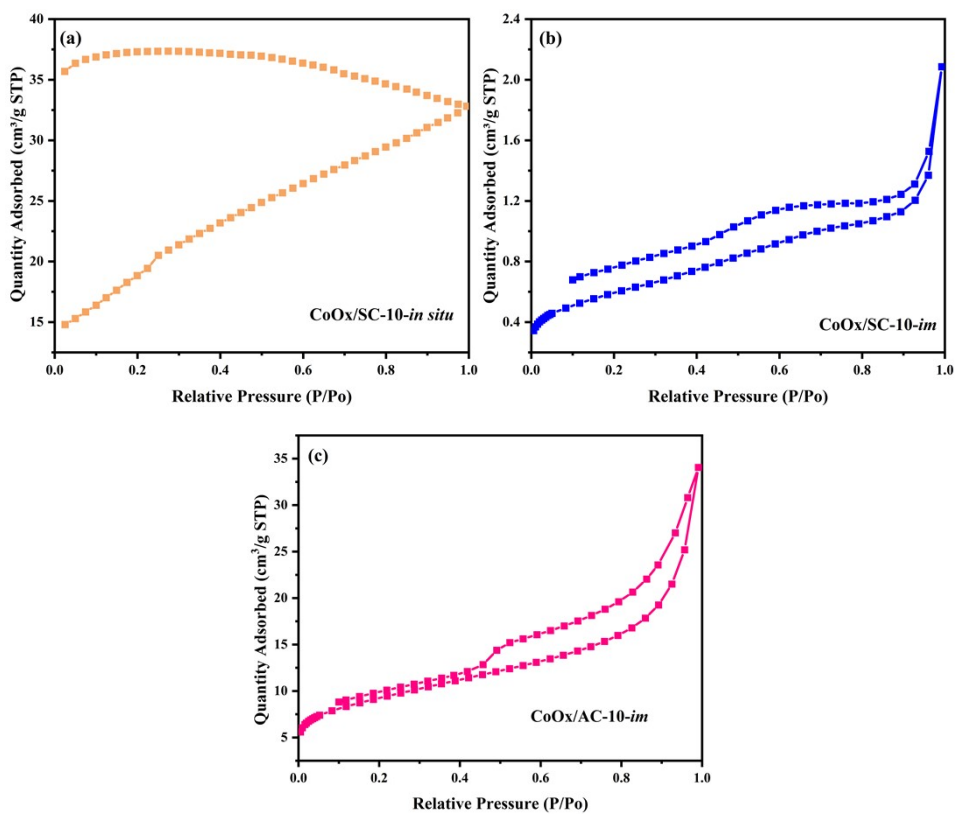 (a)
40
35
30
25
20
15
Quantity Adsorbed (cm³/g STP)
CoOx/SC-10-in situ
0.0 0.2 0.4 0.6 0.8 1.0
Relative Pressure (P/Po)
(b)
2.4
2.0
1.6
1.2
0.8
0.4
Quantity Adsorbed (cm³/g STP)
CoOx/SC-10-im
0.0 0.2 0.4 0.6 0.8 1.0
Relative Pressure (P/Po)
(c)
35
30
25
20
15
10
5
Quantity Adsorbed (cm³/g STP)
CoOx/AC-10-im
0.0 0.2 0.4 0.6 0.8 1.0
Relative Pressure (P/Po)